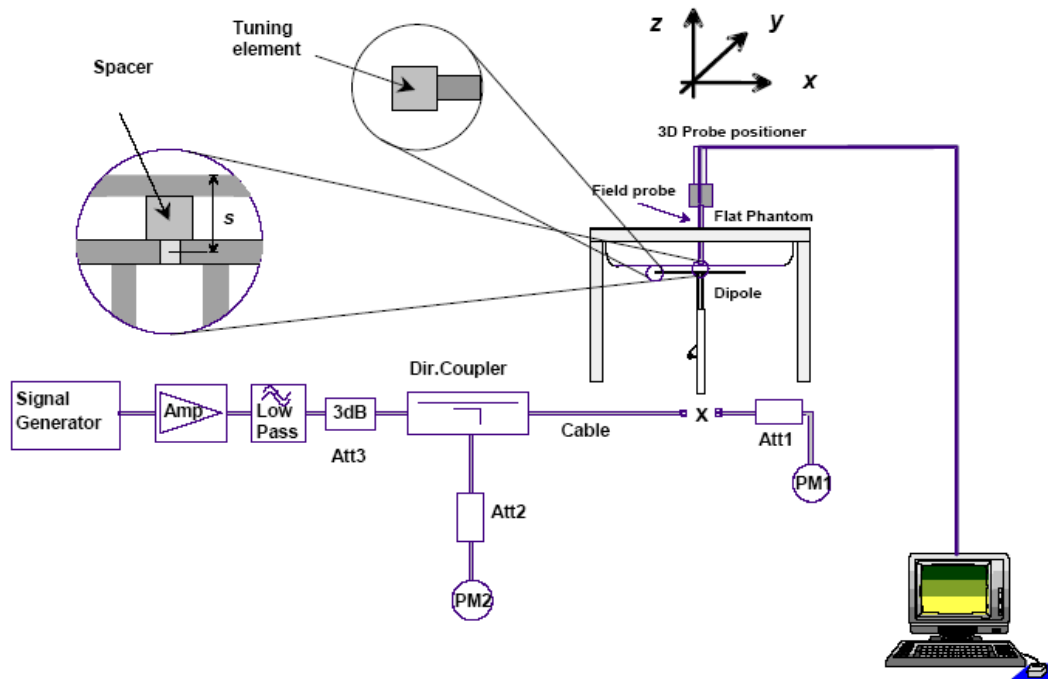 Tuning
element
Spacer
z
y
x
3D Probe positioner
Field probe
Flat Phantom
s
Dipole
Dir.Coupler
Signal
Generator
Amp
Low
Pass
3dB
Att3
Cable
X
Att1
PM1
Att2
PM2